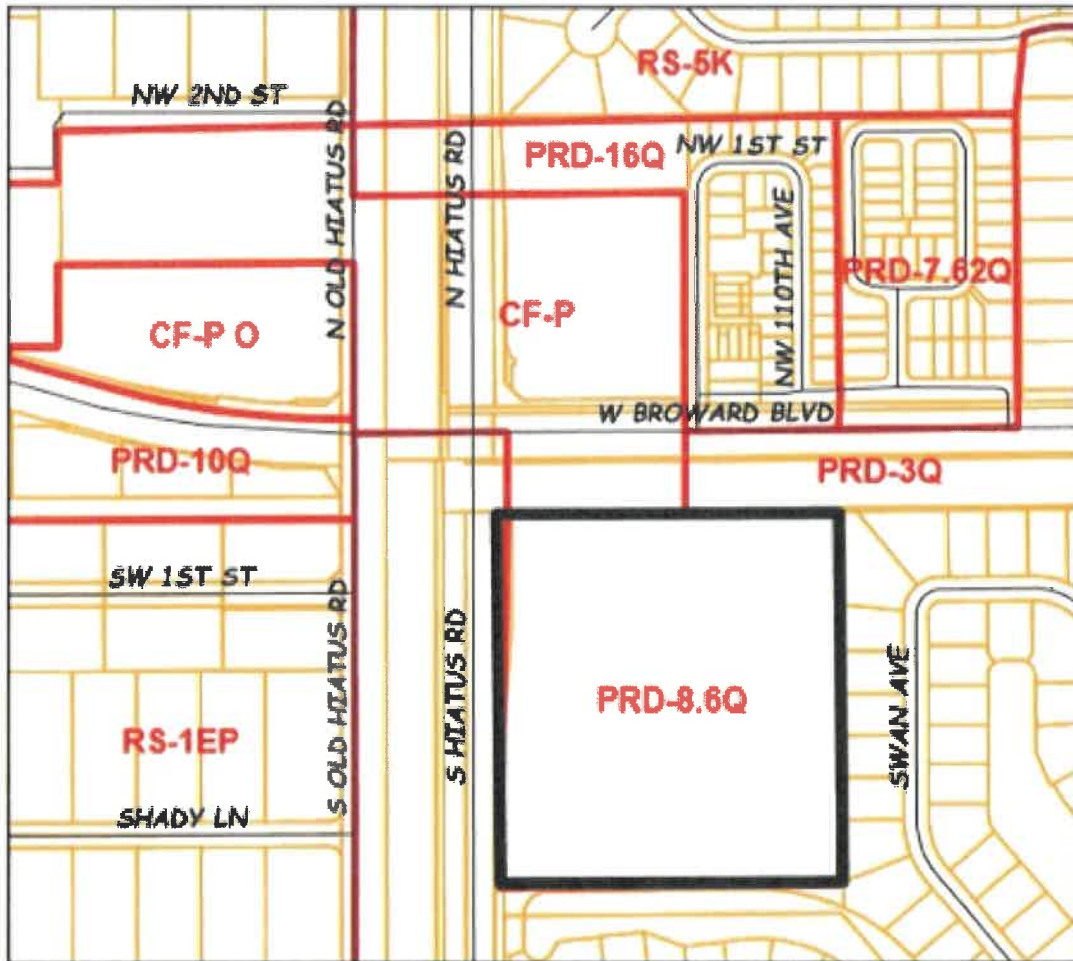 RS-5K
NW 2ND ST
PRD-16Q
NW 1ST ST
N OLD HIATUS RD
N HIATUS RD
NW 110TH AVE
PRD-7.62Q
CF-P O
CF-P
W BROWARD BLVD
PRD-10Q
PRD-3Q
SW 1ST ST
S OLD HIATUS RD
S HIATUS RD
PRD-8.6Q
SWAN AVE
RS-1EP
SHADY LN